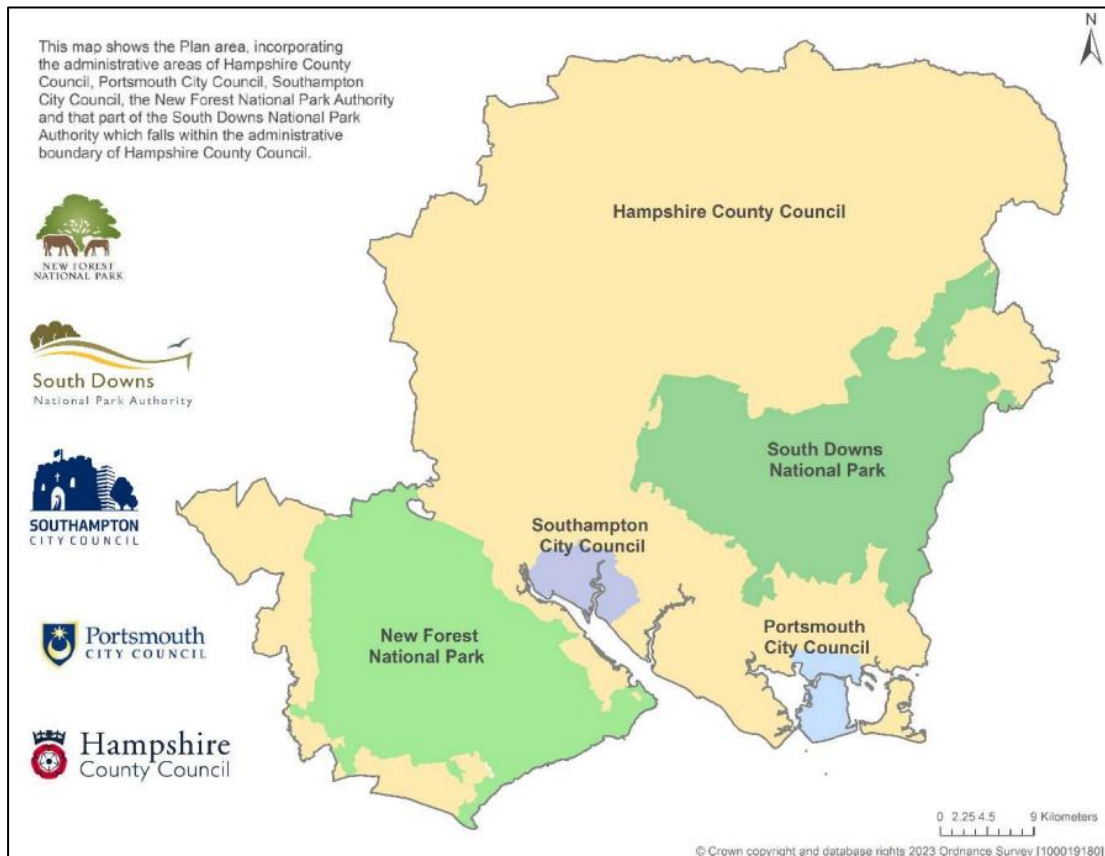 This map shows the Plan area, incorporating
the administrative areas of Hampshire County
Council, Portsmouth City Council, Southampton
City Council, the New Forest National Park Authority
and that part of the South Downs National Park
Authority which falls within the administrative
boundary of Hampshire County Council.
N
NEW FOREST
NATIONAL PARK
South Downs
National Park Authority
SOUTHAMPTON
CITY COUNCIL
Portsmouth
CITY COUNCIL
Hampshire
County Council
Hampshire County Council
South Downs
National Park
Southampton
City Council
New Forest
National Park
Portsmouth
City Council
0 2.25 4.5 9 Kilometers
© Crown copyright and database rights 2023 Ordnance Survey [100019180]